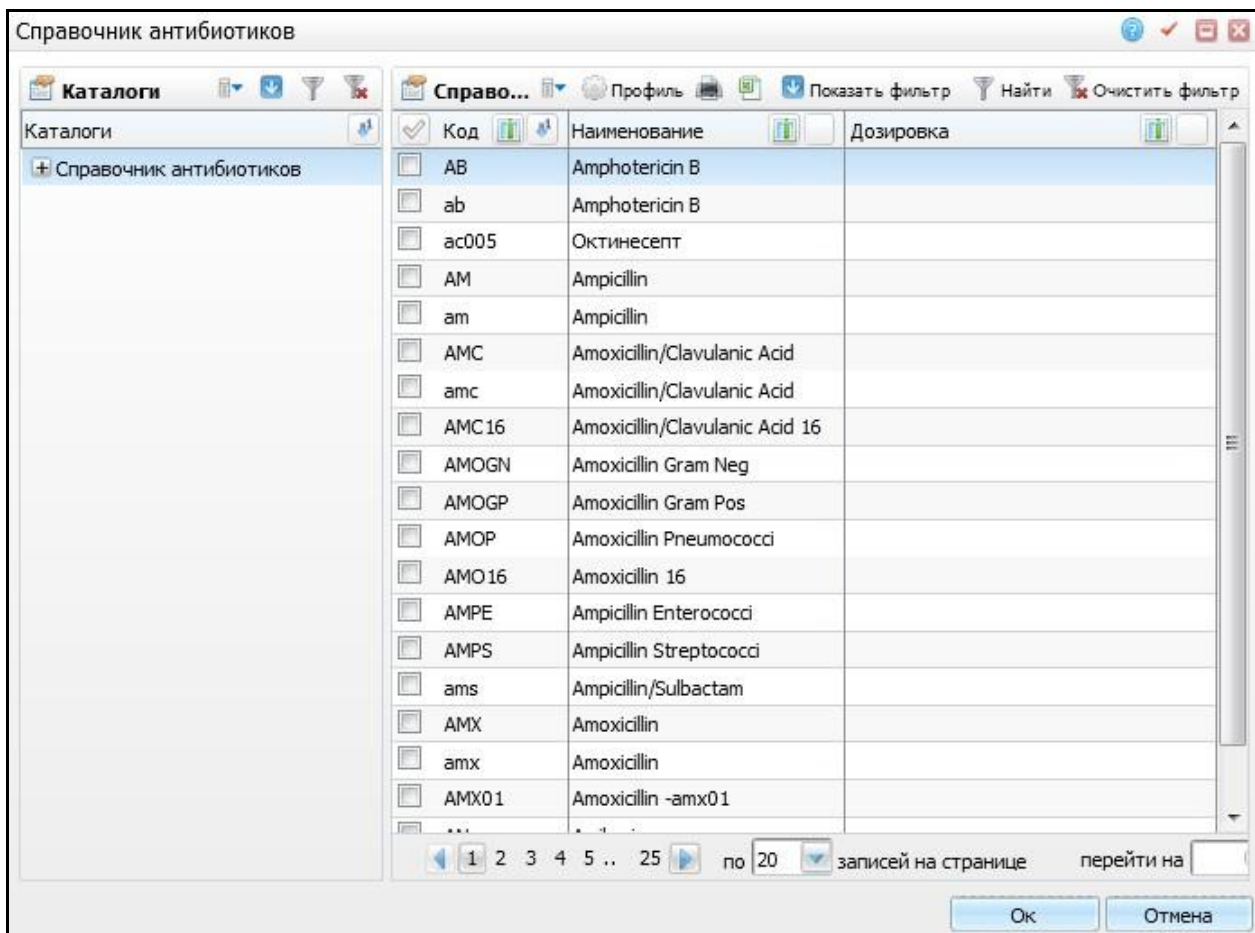 Справочник антибиотиков
Каталоги
Каталоги
Справочник антибиотиков
Справо... Профиль Показать фильтр Найти Очистить фильтр
Код Наименование Дозировка
AB Amphotericin B
ab Amphotericin B
ac005 Октинесепт
AM Ampicillin
am Ampicillin
AMC Amoxicillin/Clavulanic Acid
amc Amoxicillin/Clavulanic Acid
AMC16 Amoxicillin/Clavulanic Acid 16
AMOGN Amoxicillin Gram Neg
AMOGP Amoxicillin Gram Pos
AMOP Amoxicillin Pneumococci
AMO16 Amoxicillin 16
AMPE Ampicillin Enterococci
AMPS Ampicillin Streptococci
ams Ampicillin/Sulbactam
AMX Amoxicillin
amx Amoxicillin
AMX01 Amoxicillin -amx01
1 2 3 4 5 .. 25 по 20 записей на странице перейти на
Ок Отмена